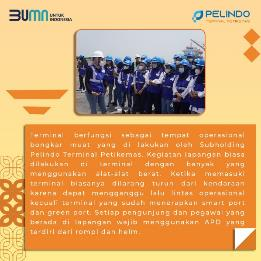 BUMN UNTUK INDONESIA
PELINDO
TERMINAL PETIKEMAS
Terminal berfungsi sebagai tempat operasional
bongkar muat yang di lakukan oleh Subholding
Pelindo Terminal Petikemas. Kegiatan lapangan biasa
dilakukan di terminal dengan banyak yang
menggunakan alat-alat berat. Ketika memasuki
terminal biasanya dilarang turun dari kendaraan
karena dapat mengganggu lalu lintas operasional
kecuali terminal yang sudah menerapkan smart port
dan green port. Setiap pengunjung dan pegawai yang
berada di lapangan wajib menggunakan APD yang
terdiri dari rompi dan helm.